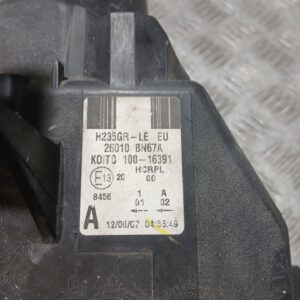 H235GR-LE EU
26010 BN67A
KOITO 100-16391
E13 20 HCRPL
00
8456 1 A
01 02
A 12/06/07 04:55:49